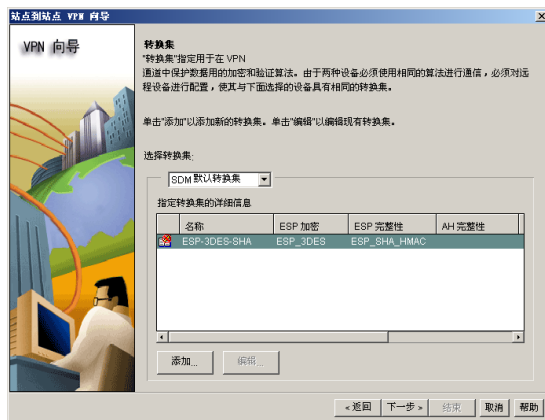 站点到站点 VPN 向导
VPN 向导
转换集
"转换集"指定用于在 VPN
通道中保护数据用的加密和验证算法。由于两种设备必须使用相同的算法进行通信，必须对远
程设备进行配置，使其与下面选择的设备具有相同的转换集。
单击"添加"以添加新的转换集。单击"编辑"以编辑现有转换集。
选择转换集:
SDM 默认转换集
指定转换集的详细信息
名称 ESP 加密 ESP 完整性 AH 完整性
ESP-3DES-SHA ESP_3DES ESP_SHA_HMAC
添加... 编辑...
< 返回 下一步 > 结束 取消 帮助